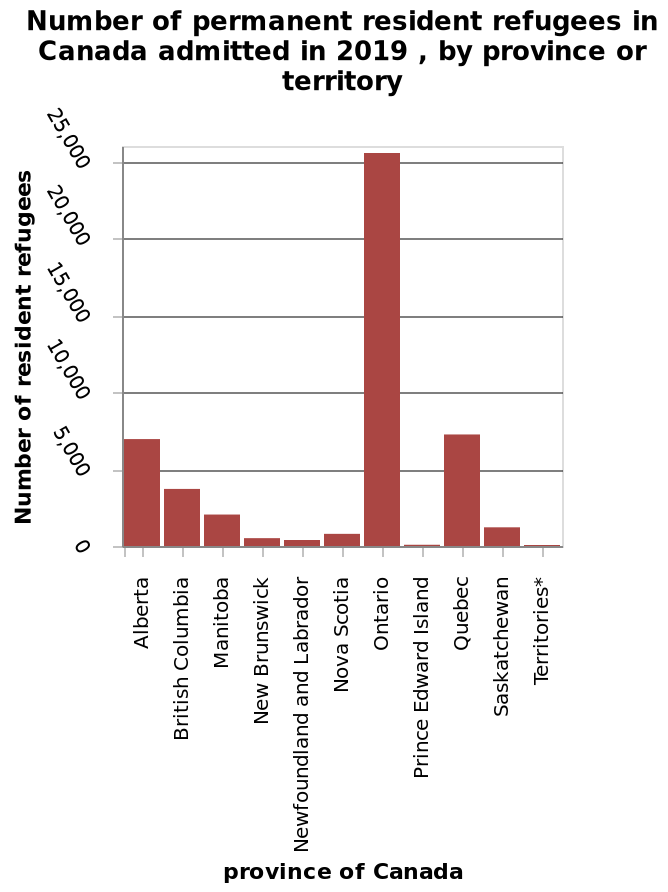 Number of permanent resident refugees in
Canada admitted in 2019 , by province or
territory
Number of resident refugees
25,000
20,000
15,000
10,000
5,000
0
Alberta
British Columbia
Manitoba
New Brunswick
Newfoundland and Labrador
Nova Scotia
Ontario
Prince Edward Island
Quebec
Saskatchewan
Territories*
province of Canada